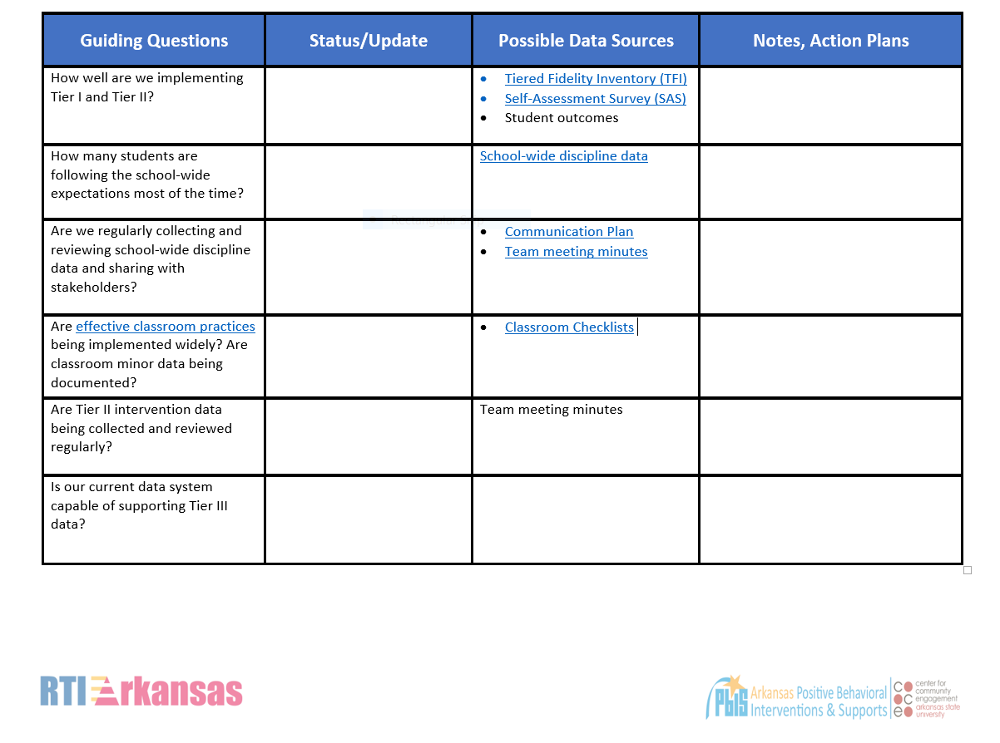 Guiding Questions
Status/Update
Possible Data Sources
Notes, Action Plans
How well are we implementing
Tier I and Tier II?
• Tiered Fidelity Inventory (TFI)
• Self-Assessment Survey (SAS)
• Student outcomes
How many students are
following the school-wide
expectations most of the time?
School-wide discipline data
Are we regularly collecting and
reviewing school-wide discipline
data and sharing with
stakeholders?
Rectangular Snip
• Communication Plan
• Team meeting minutes
Are effective classroom practices
being implemented widely? Are
classroom minor data being
documented?
• Classroom Checklists
Are Tier II intervention data
being collected and reviewed
regularly?
Team meeting minutes
Is our current data system
capable of supporting Tier III
data?
RTI Arkansas
PbIS
Arkansas Positive Behavioral
Interventions & Supports
center for
community
engagement
arkansas state
university